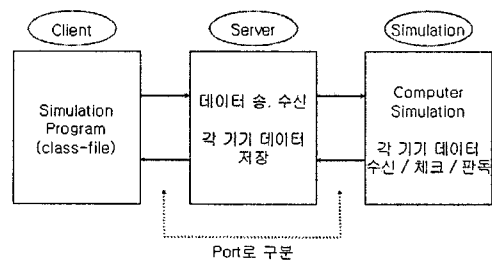 Client
Server
Simulation
Simulation
Program
(class-file)
데이터 송. 수신
각 기기 데이터
저장
Computer
Simulation
각 기기 데이터
수신 / 체크 / 판독
Port로 구분